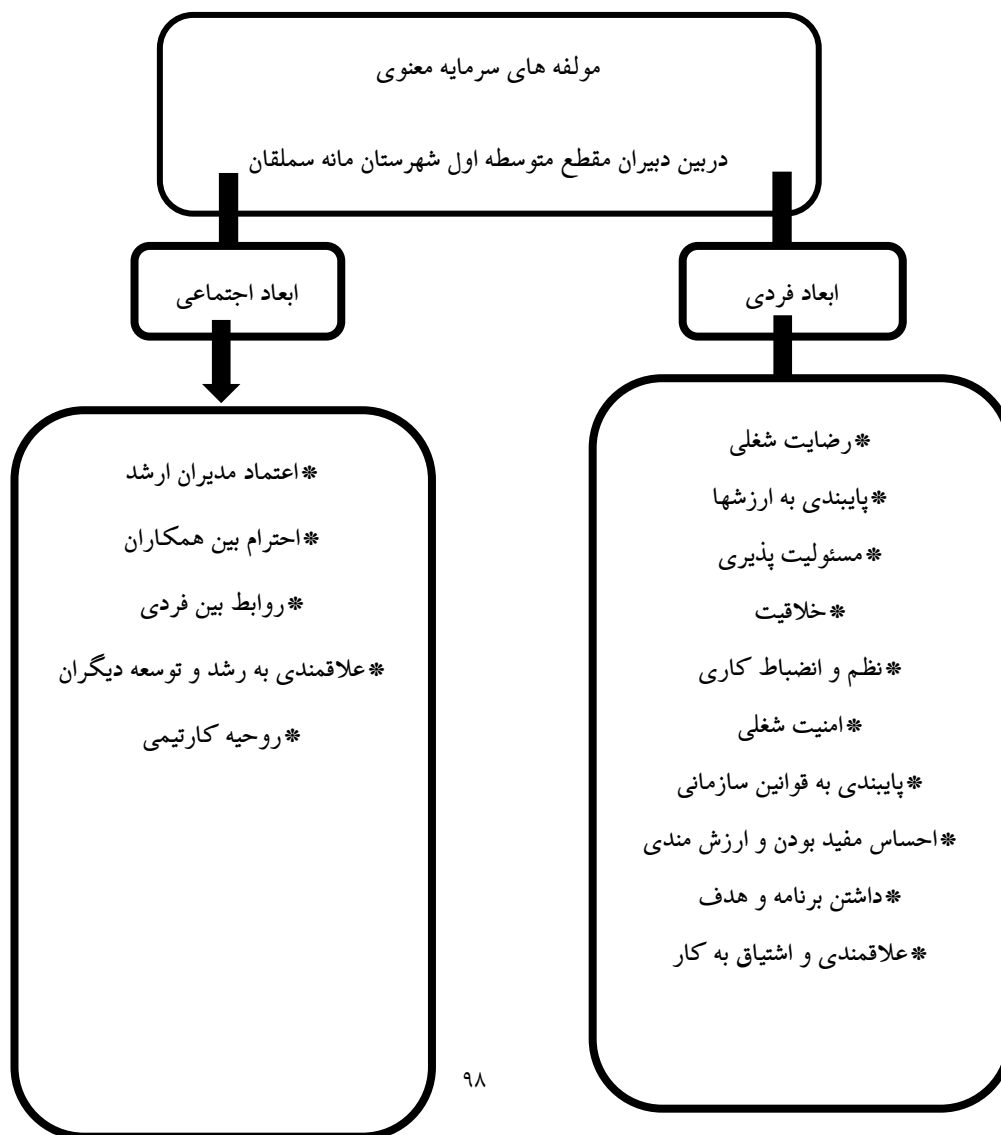 مولفه های سرمایه معنوی
دربین دبیران مقطع متوسطه اول شهرستان مانه سملقان
ابعاد فردی
ابعاد اجتماعی
*رضایت شغلی
*پایبندی به ارزشها
*مسئولیت پذیری
*خلاقیت
*نظم و انضباط کاری
*امنیت شغلی
*پایبندی به قوانین سازمانی
*احساس مفید بودن و ارزش مندی
*داشتن برنامه و هدف
*علاقمندی و اشتیاق به کار
*اعتماد مدیران ارشد
*احترام بین همکاران
*روابط بین فردی
*علاقمندی به رشد و توسعه دیگران
*روحیه کارتیمی
۹۸